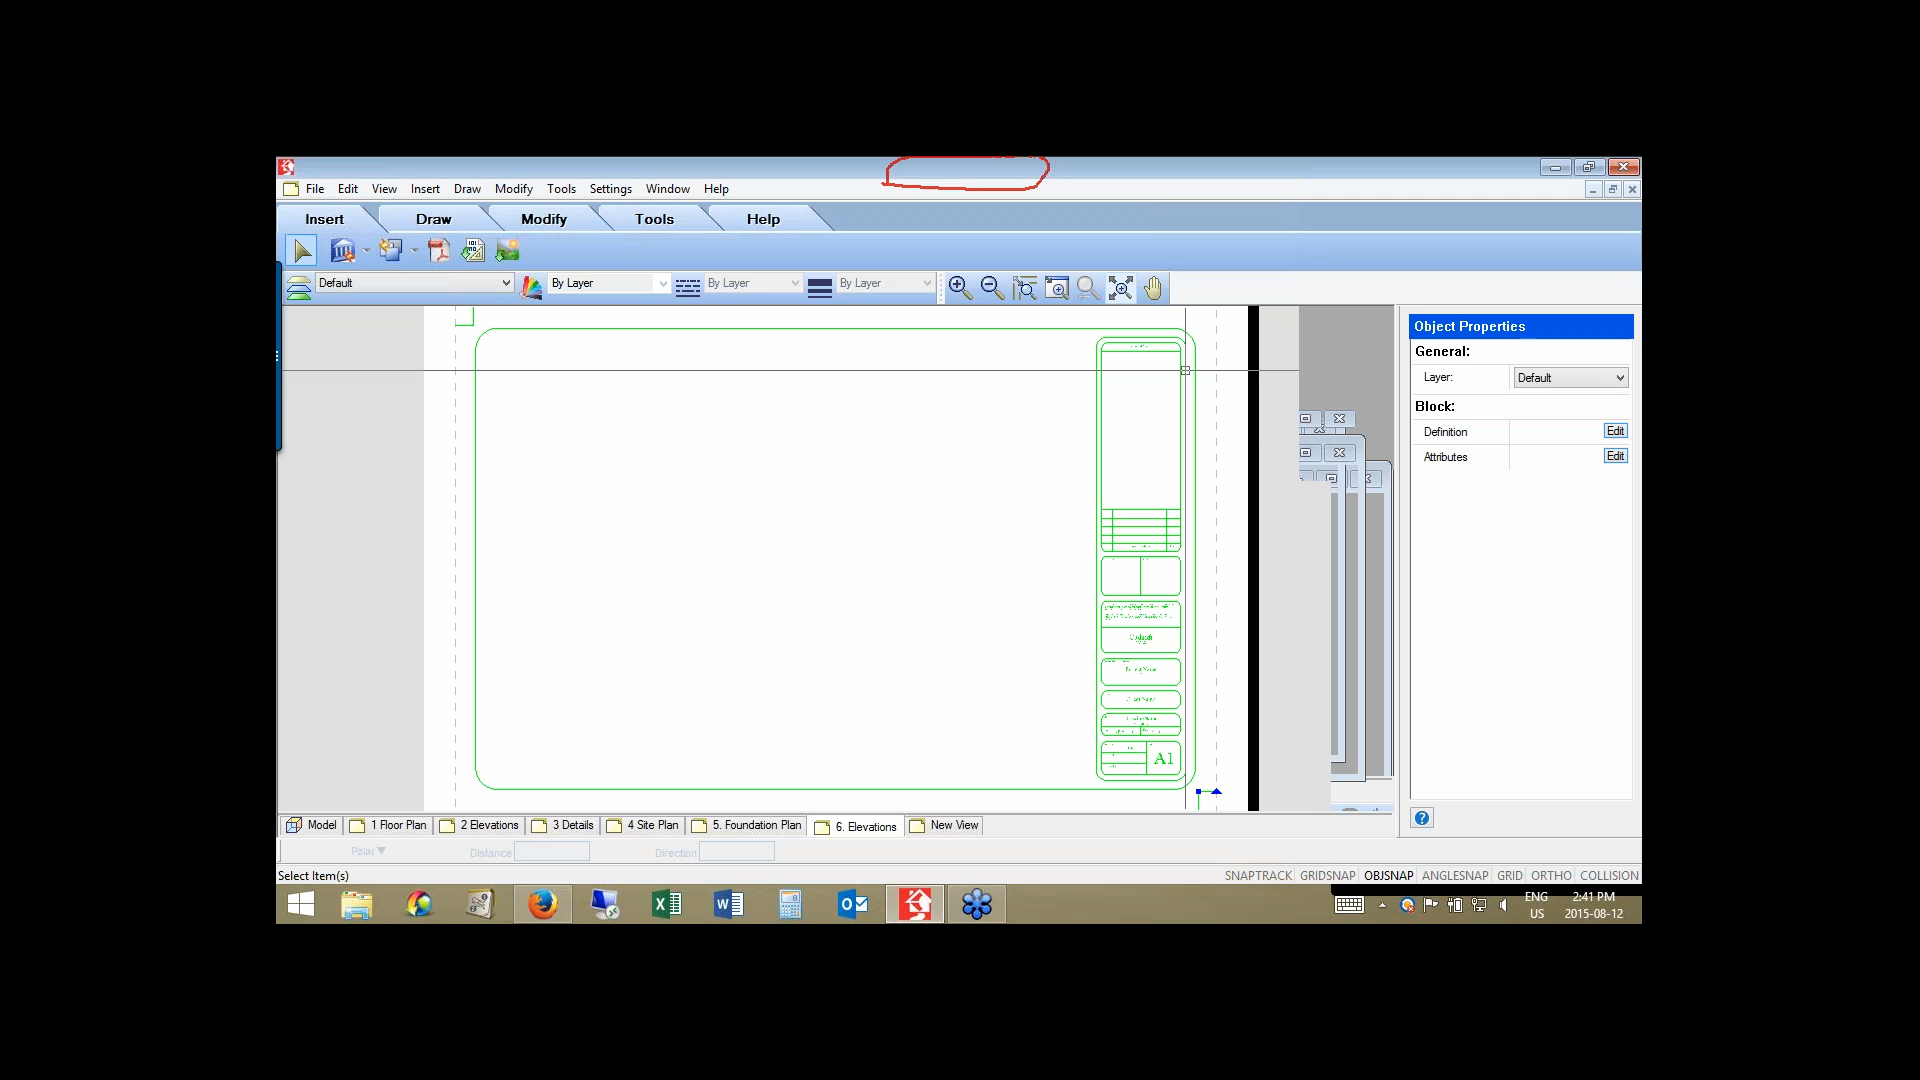 File Edit View Insert Draw Modify Tools Settings Window Help
Insert Draw Modify Tools Help
Default By Layer By Layer By Layer
Object Properties
General:
Layer: Default
Block:
Definition Edit
Attributes Edit
A1
Model 1 Floor Plan 2 Elevations 3 Details 4 Site Plan 5. Foundation Plan 6. Elevations New View
Polar Distance Direction
Select Item(s) SNAPTRACK GRIDSNAP OBJSNAP ANGLESNAP GRID ORTHO COLLISION
ENG 2:41 PM
US 2015-08-12